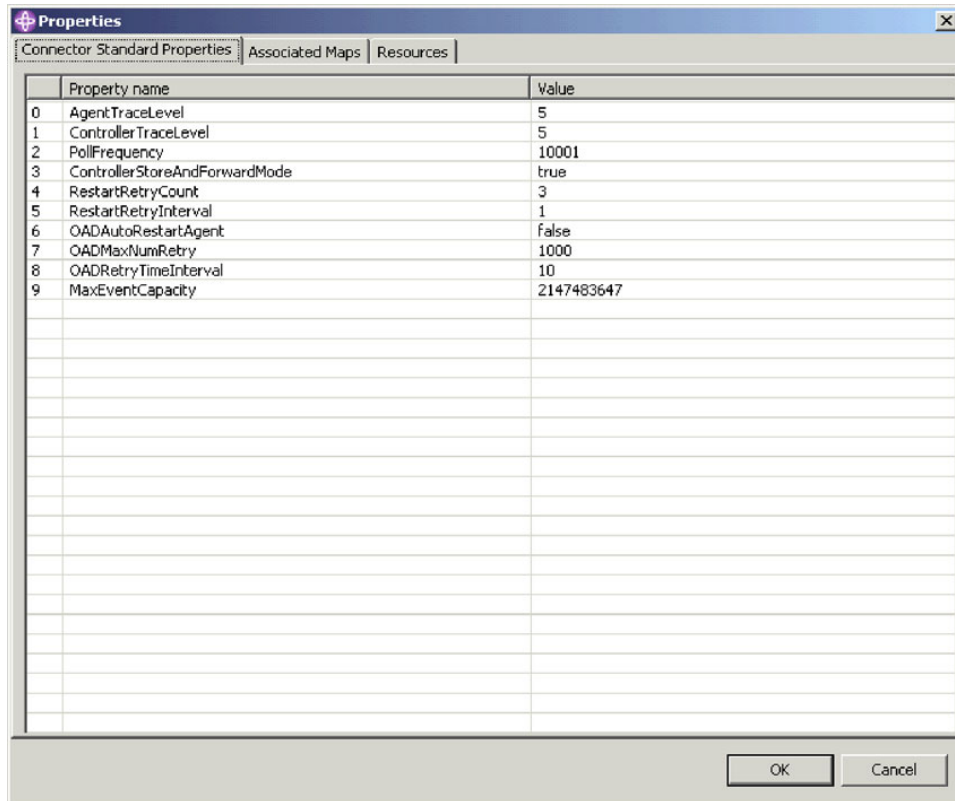 Properties
Connector Standard Properties Associated Maps Resources
Property name Value
0 AgentTraceLevel 5
1 ControllerTraceLevel 5
2 PollFrequency 10001
3 ControllerStoreAndForwardMode true
4 RestartRetryCount 3
5 RestartRetryInterval 1
6 OADAutoRestartAgent false
7 OADMaxNumRetry 1000
8 OADRetryTimeInterval 10
9 MaxEventCapacity 2147483647
OK Cancel